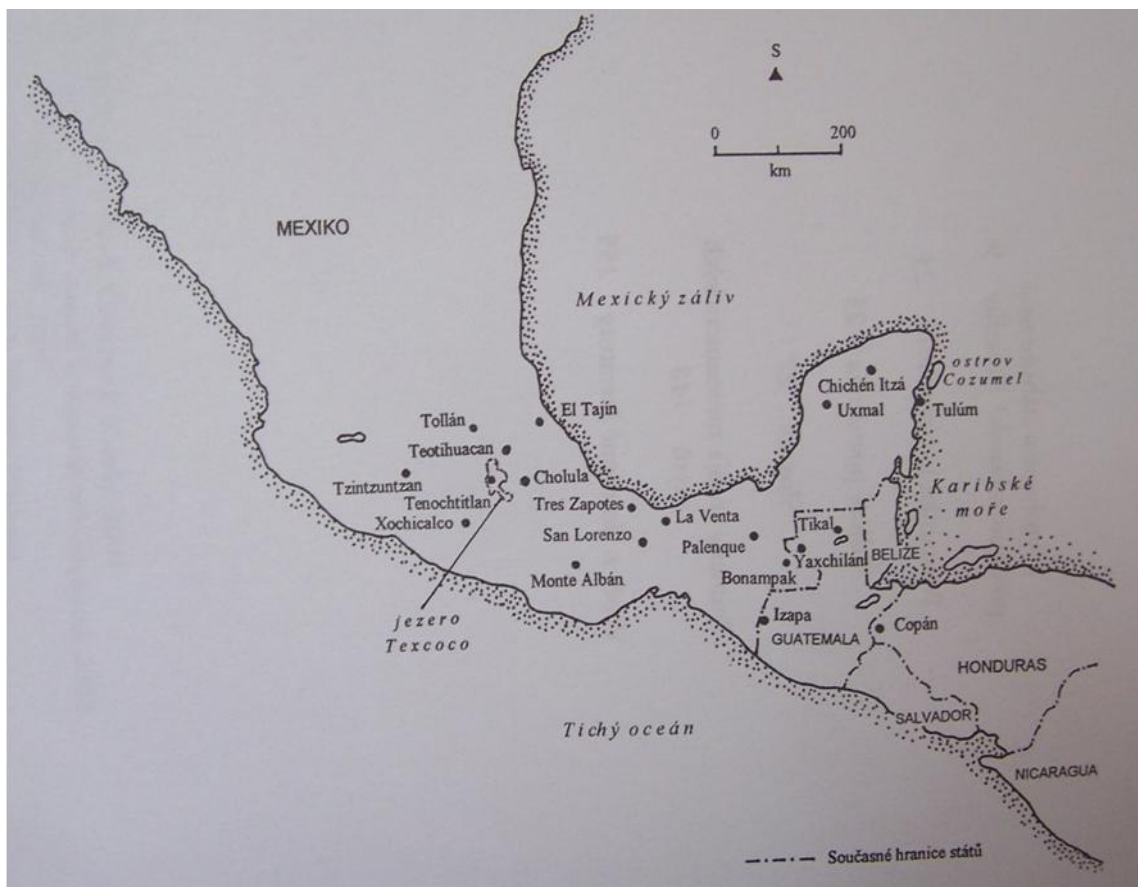 S
0 200
km
MEXIKO
Mexický záliv
ostrov
Cozumel
Chichén Itzá
Uxmal
Tulúm
El Tajín
Tollán
Teotihuacan
Cholula
Tzintzuntzan
Tenochtitlan
Xochicalco
Tres Zapotes
La Venta
San Lorenzo
Palenque
Monte Albán
Karibské
moře
Tikal
BELIZE
Yaxchilán
Bonampak
jezero
Texcoco
Izapa
GUATEMALA
Copán
HONDURAS
SALVADOR
Tichý oceán
NICARAGUA
Současné hranice států